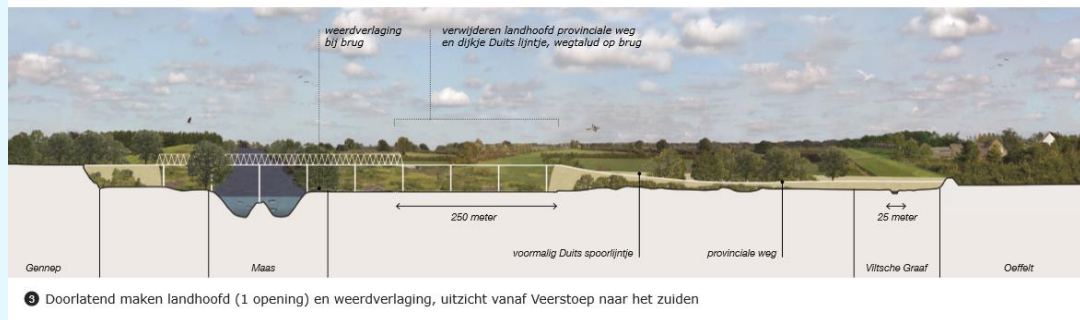 weerdverlaging
bij brug
verwijderen landhoofd provinciale weg
en dijkje Duits lijntje, wegtalud op brug
250 meter
25 meter
voormalig Duits spoorlijntje
provinciale weg
Gennep
Maas
Viltsche Graaf
Oeffelt
3 Doorlatend maken landhoofd (1 opening) en weerdverlaging, uitzicht vanaf Veerstoep naar het zuiden